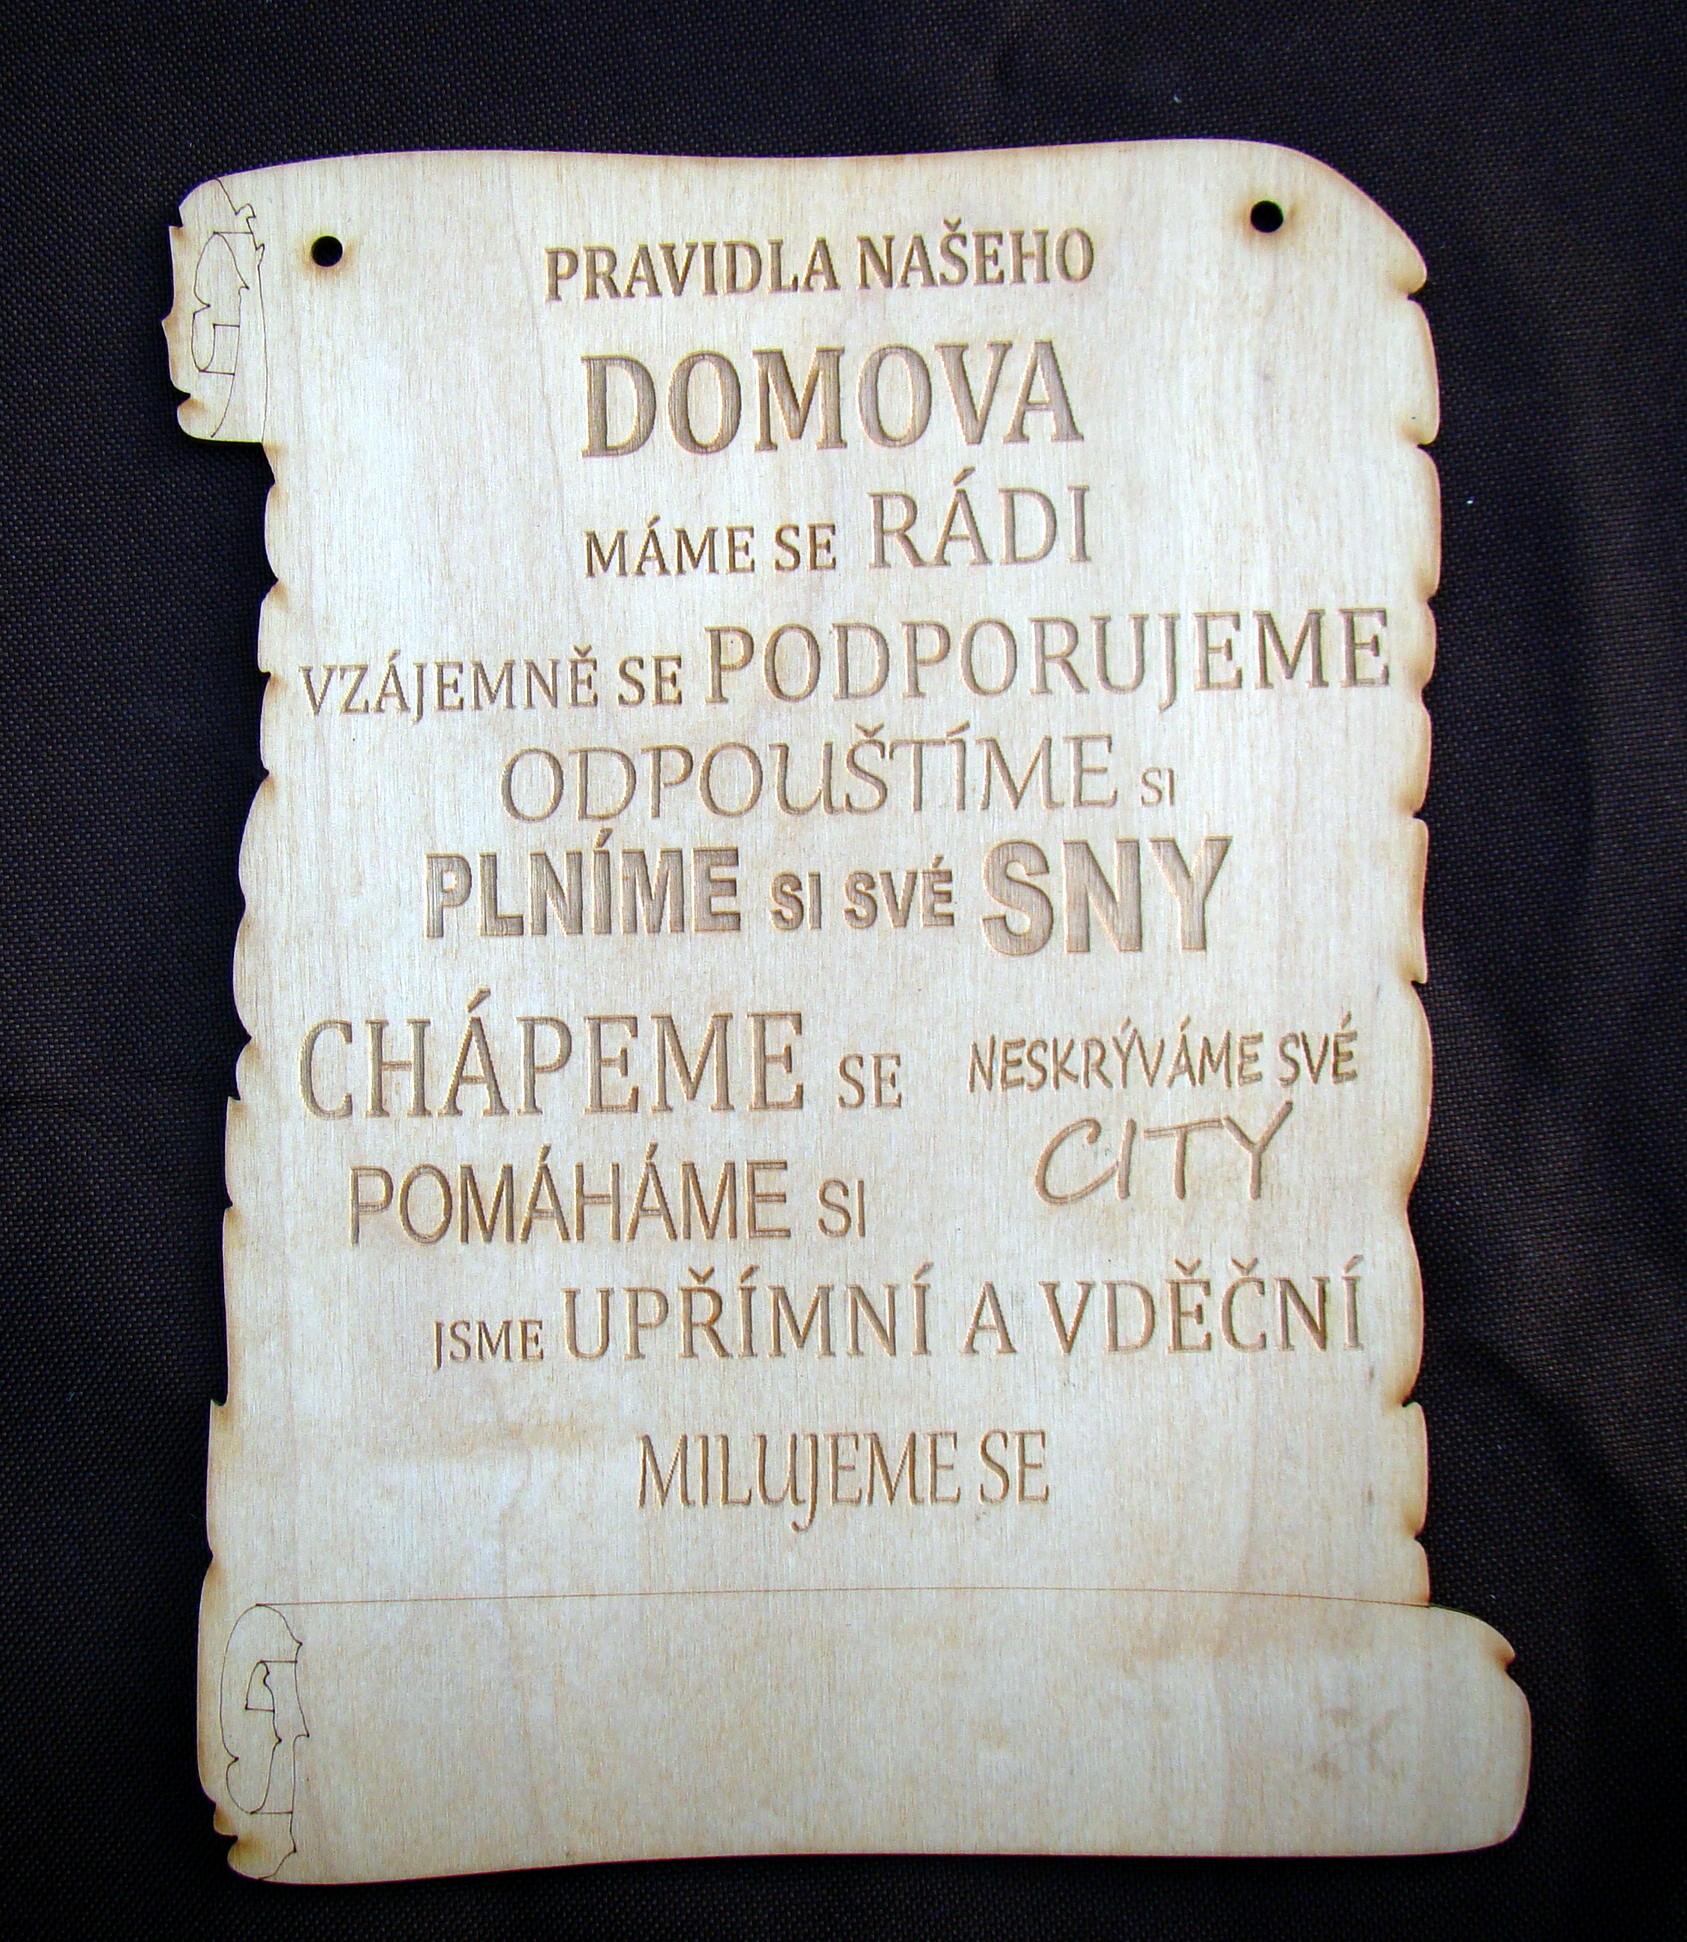 PRAVIDLA NAŠEHO
DOMOVA
MÁME SE RÁDI
VZÁJEMNĚ SE PODPORUJEME
ODPOUŠTÍME SI
PLNÍME SI SVÉ SNY
CHÁPEME SE
NESKRÝVÁME SVÉ
CITY
POMÁHÁME SI
JSME UPŘÍMNÍ A VDĚČNÍ
MILUJEME SE